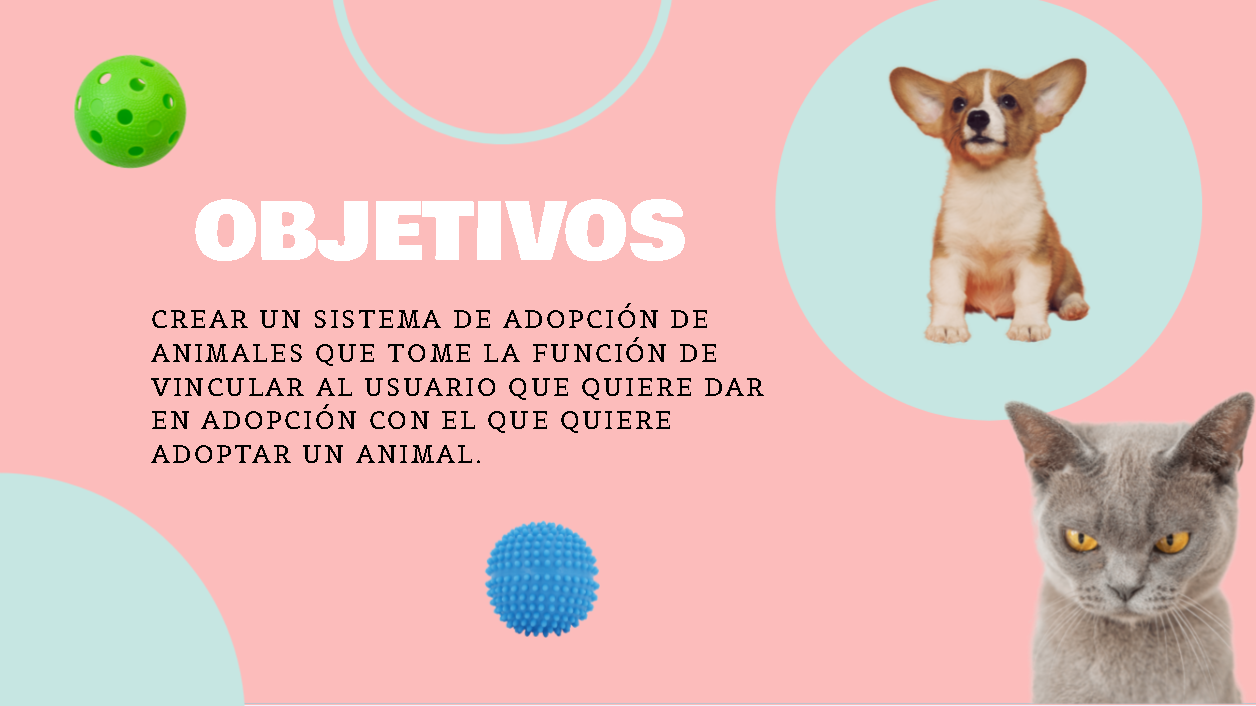 OBJETIVOS
CREAR UN SISTEMA DE ADOPCIÓN DE
ANIMALES QUE TOME LA FUNCIÓN DE
VINCULAR AL USUARIO QUE QUIERE DAR
EN ADOPCIÓN CON EL QUE QUIERE
ADOPTAR UN ANIMAL.